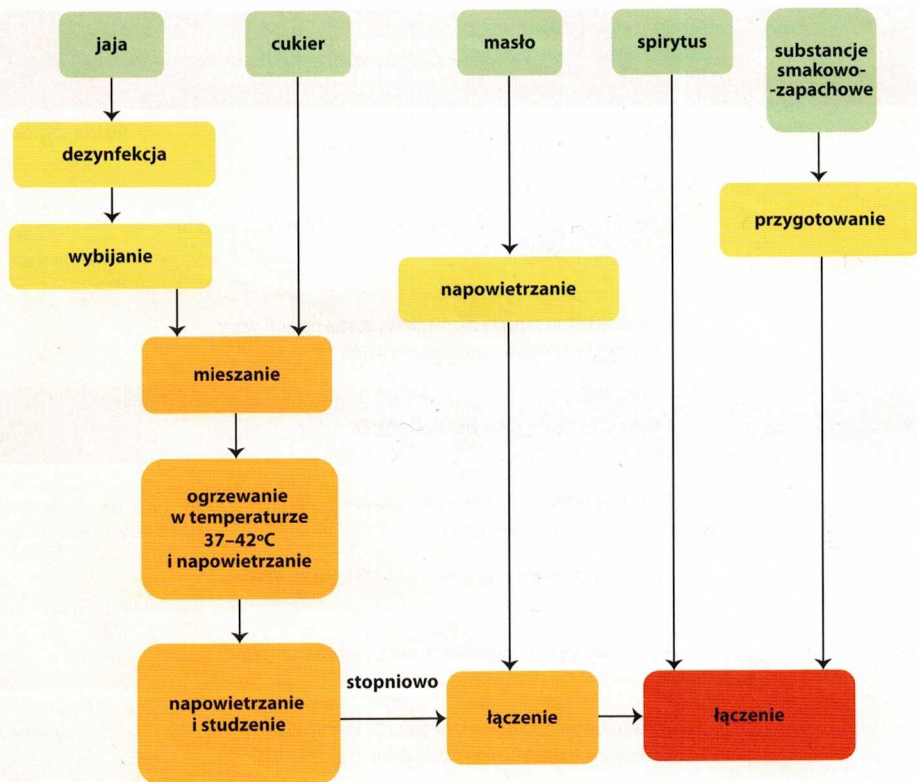 jaja
cukier
masło
spirytus
substancje
smakowo-
-zapachowe
dezynfekcja
przygotowanie
wybijanie
napowietrzanie
mieszanie
ogrzewanie
w temperaturze
37–42ºC
i napowietrzanie
napowietrzanie
i studzenie
stopniowo
łączenie
łączenie